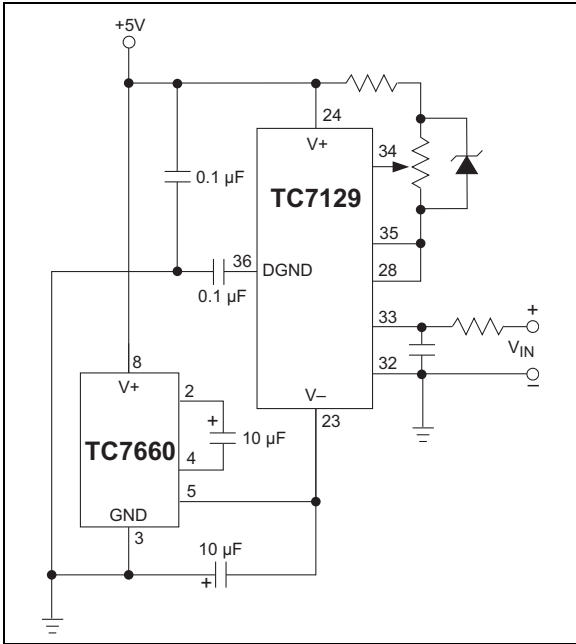 +5V
24
V+
34
TC7129
0.1 µF
35
36
DGND
28
0.1 µF
33
+
VIN
8
V+
32
–
2
V–
23
+
10 µF
TC7660
4
5
GND
3
10 µF
+